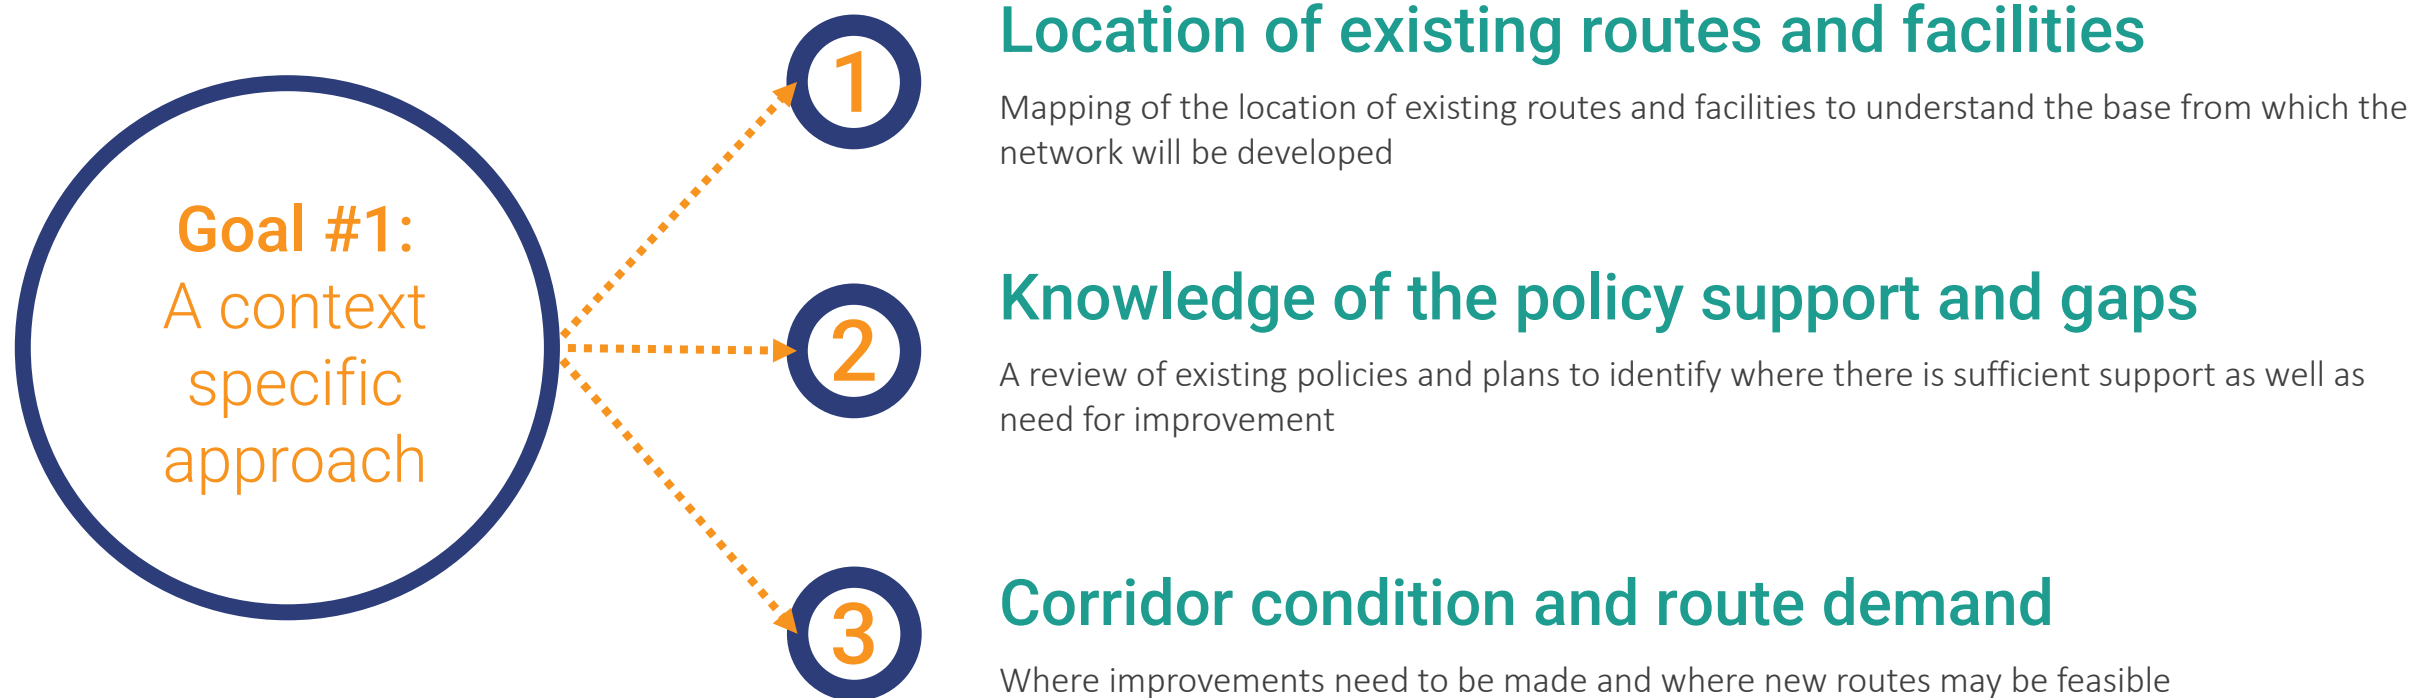 Goal #1:
A context
specific
approach
1
Location of existing routes and facilities
Mapping of the location of existing routes and facilities to understand the base from which the
network will be developed
2
Knowledge of the policy support and gaps
A review of existing policies and plans to identify where there is sufficient support as well as
need for improvement
3
Corridor condition and route demand
Where improvements need to be made and where new routes may be feasible